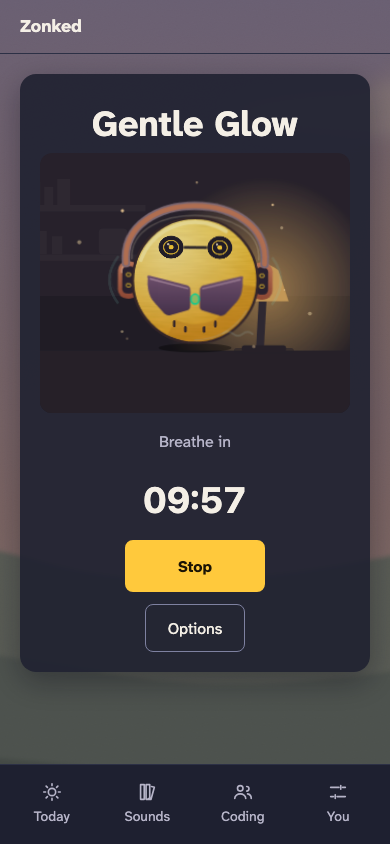 Zonked
Gentle Glow
Breathe in
09:57
Stop
Options
Today
Sounds
Coding
You